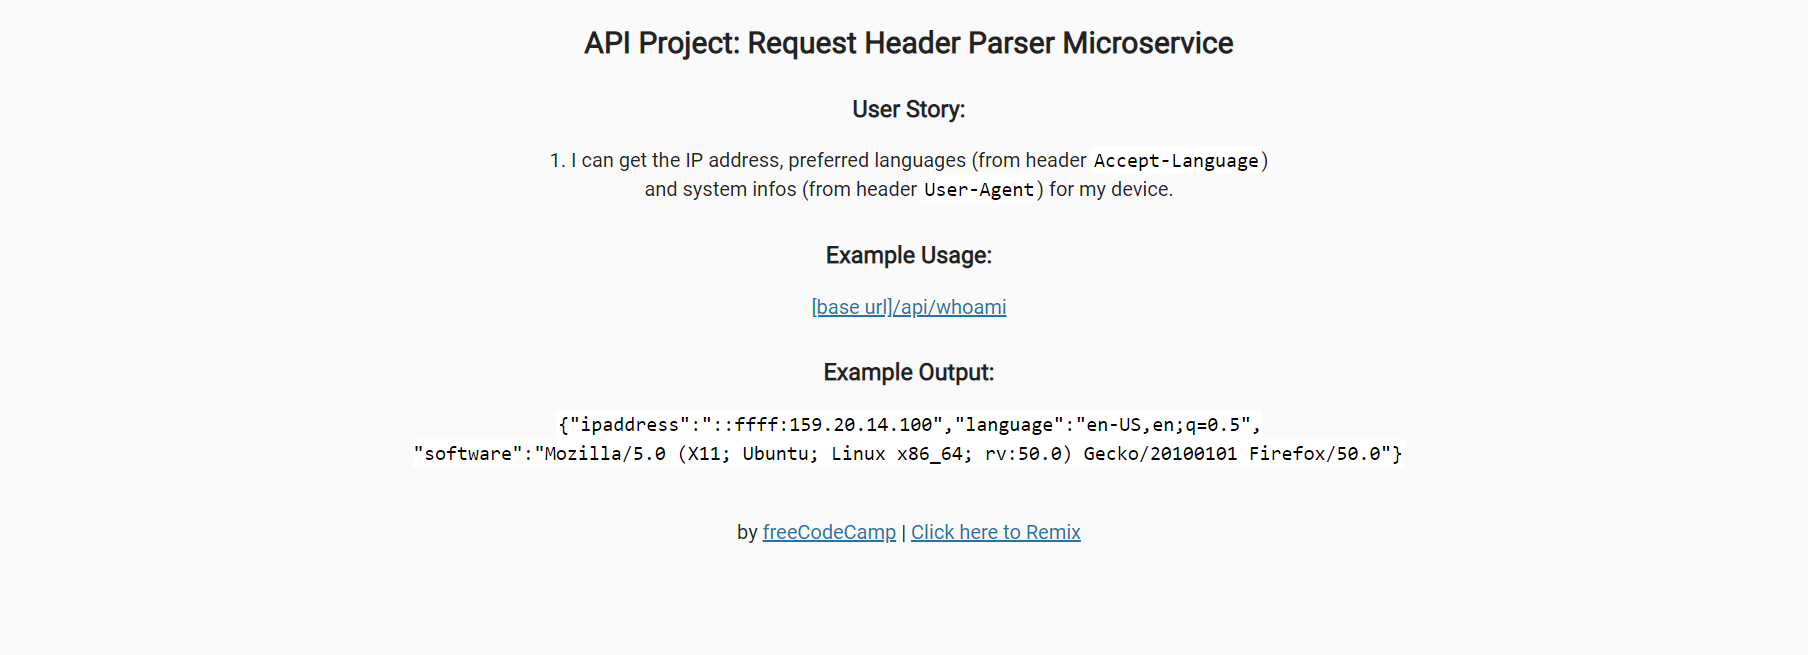 API Project: Request Header Parser Microservice
User Story:
1. I can get the IP address, preferred languages (from header Accept-Language)
and system infos (from header User-Agent) for my device.
Example Usage:
[base url]/api/whoami
Example Output:
{"ipaddress":"::ffff:159.20.14.100","language":"en-US,en;q=0.5",
"software":"Mozilla/5.0 (X11; Ubuntu; Linux x86_64; rv:50.0) Gecko/20100101 Firefox/50.0"}
by freeCodeCamp | Click here to Remix